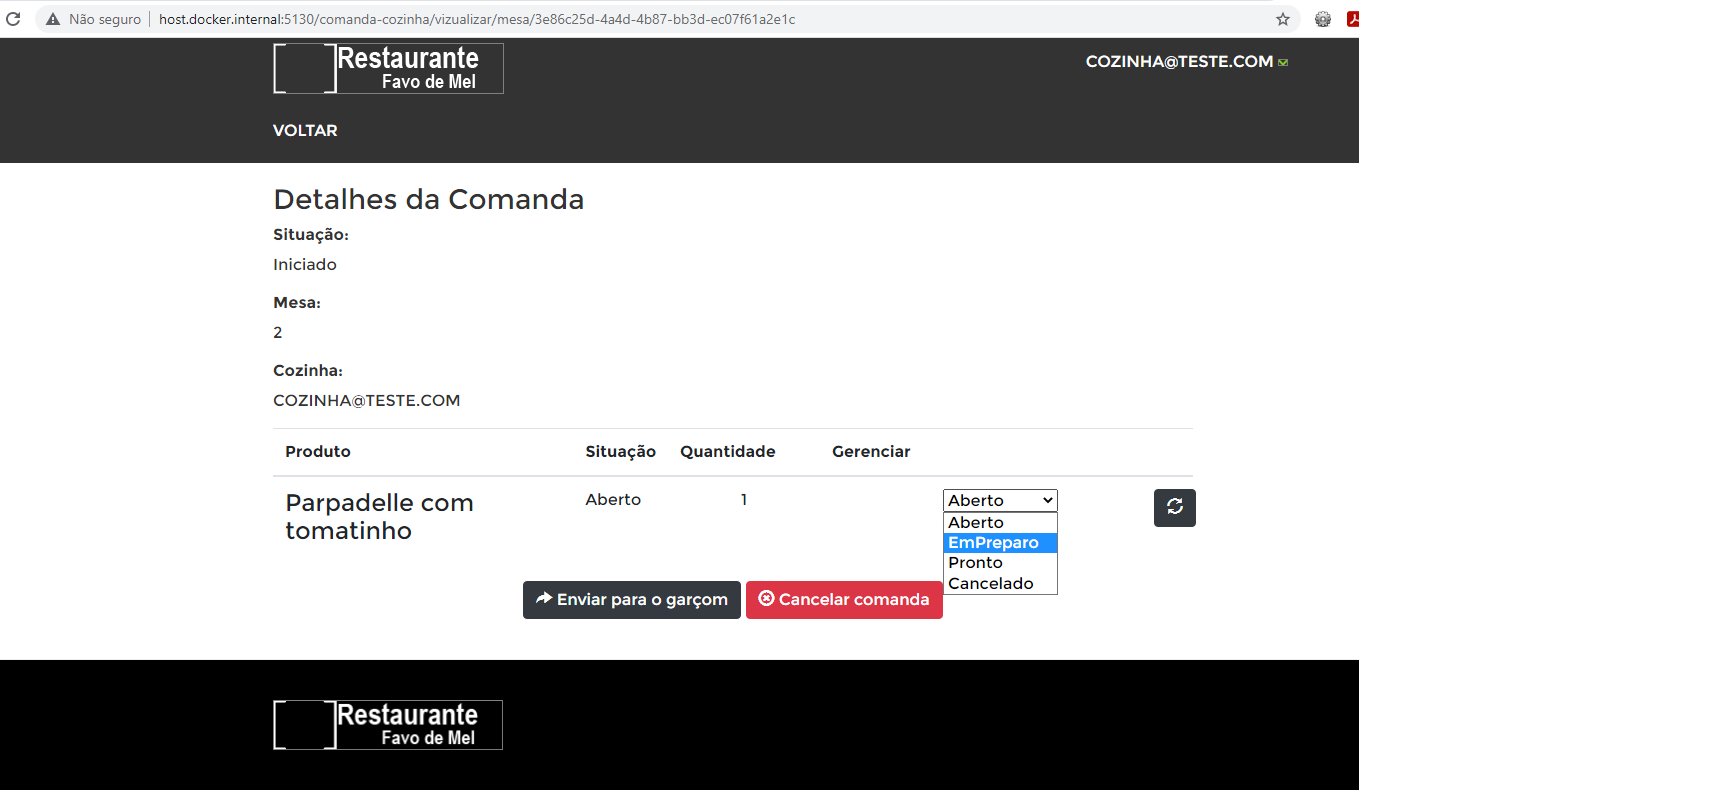 Não seguro host.docker.internal:5130/comanda-cozinha/vizualizar/mesa/3e86c25d-4a4d-4b87-bb3d-ec07f61a2e1c
Restaurante
Favo de Mel
COZINHA@TESTE.COM
VOLTAR
Detalhes da Comanda
Situação:
Iniciado
Mesa:
2
Cozinha:
COZINHA@TESTE.COM
Produto Situação Quantidade Gerenciar
Parpadelle com
tomatinho
Aberto 1 Aberto
Aberto
EmPreparo
Pronto
Cancelado
Enviar para o garçom Cancelar comanda
Restaurante
Favo de Mel